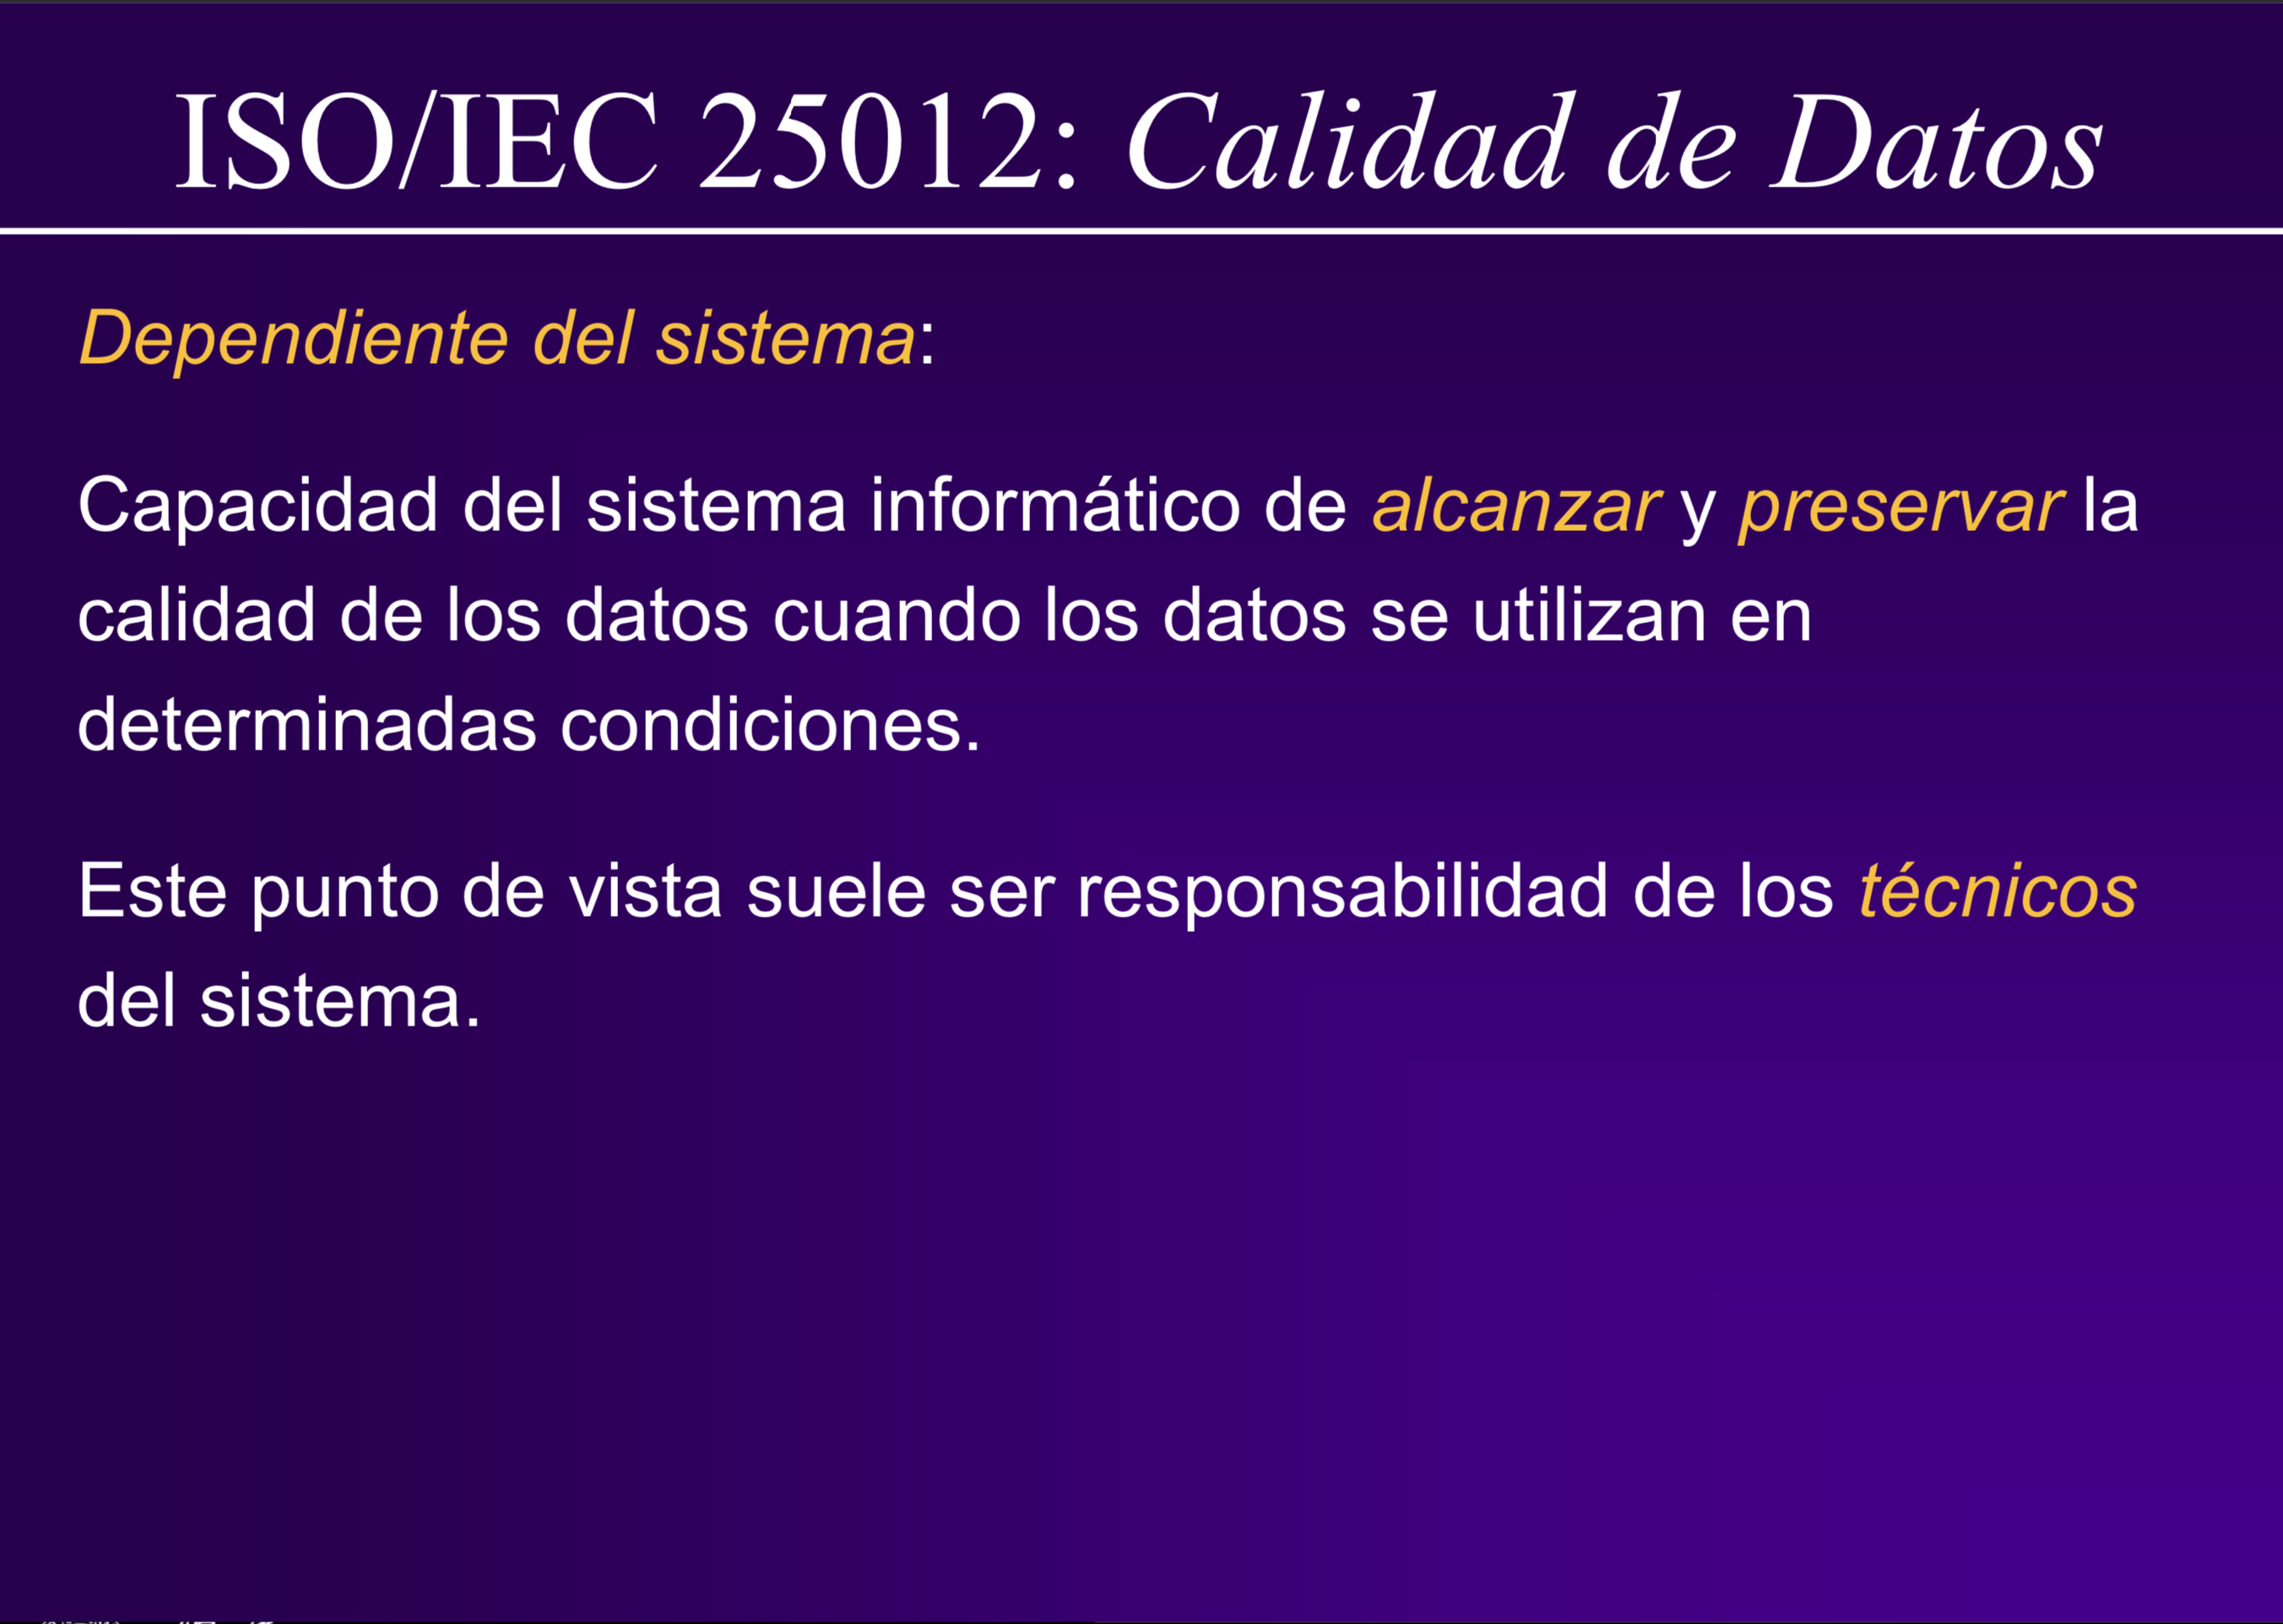 ISO/IEC 25012: Calidad de Datos
Dependiente del sistema:
Capacidad del sistema informático de alcanzar y preservar la
calidad de los datos cuando los datos se utilizan en
determinadas condiciones.
Este punto de vista suele ser responsabilidad de los técnicos
del sistema.